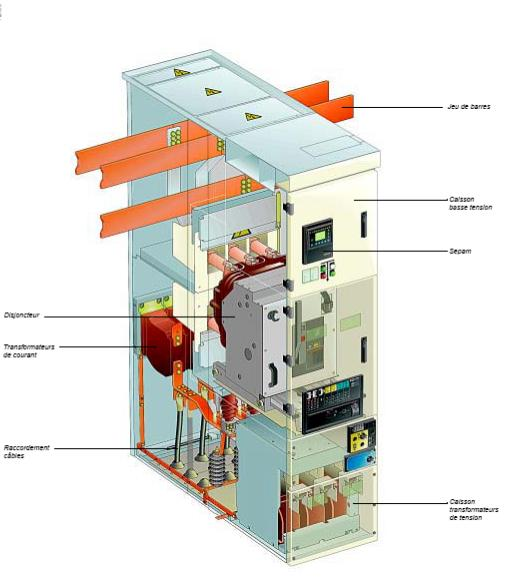 Jeu de barres
Caisson
basse tension
Sepam
Disjoncteur
Transformateurs
de courant
Raccordement
câbles
Caisson
transformateurs
de tension